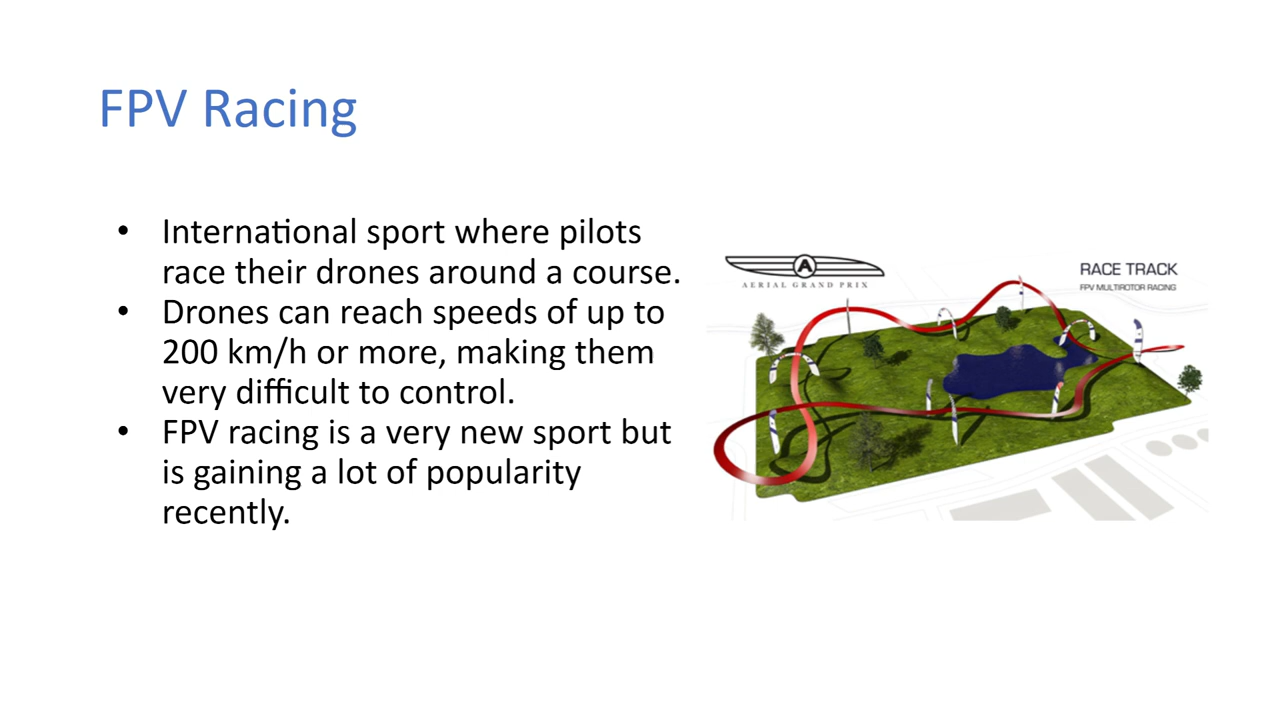 FPV Racing
• International sport where pilots
race their drones around a course.
• Drones can reach speeds of up to
200 km/h or more, making them
very difficult to control.
• FPV racing is a very new sport but
is gaining a lot of popularity
recently.
A
AERIAL GRAND PRIX
RACE TRACK
FPV MULTIROTOR RACING